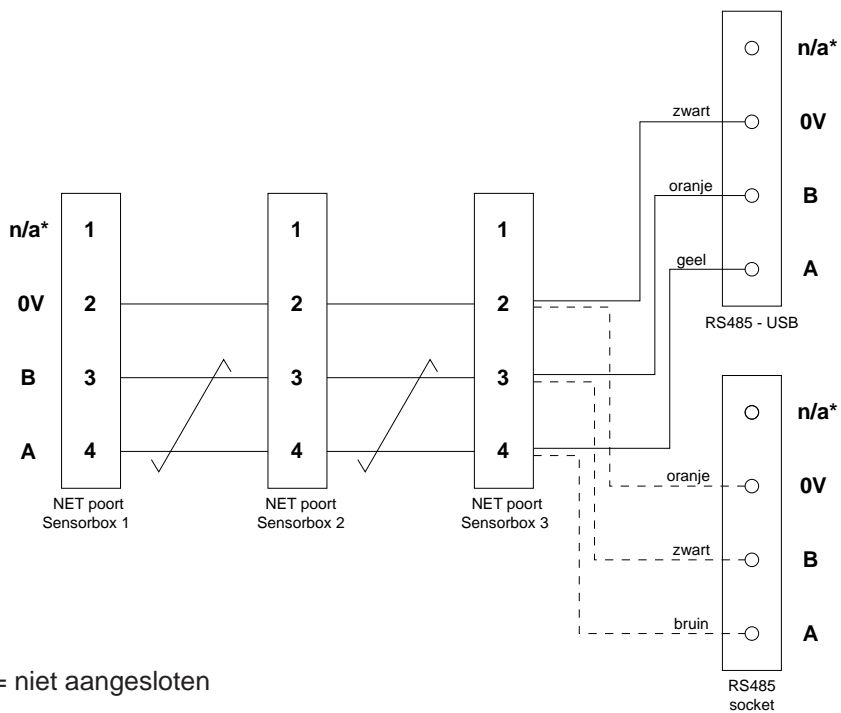 n/a*
zwart
0V
oranje
B
geel
A
RS485 - USB
n/a* 1 1 1
0V 2 2 2
B 3 3 3
A 4 4 4
NET poort
Sensorbox 1
NET poort
Sensorbox 2
NET poort
Sensorbox 3
n/a*
oranje
0V
zwart
B
bruin
A
RS485
socket
= niet aangesloten